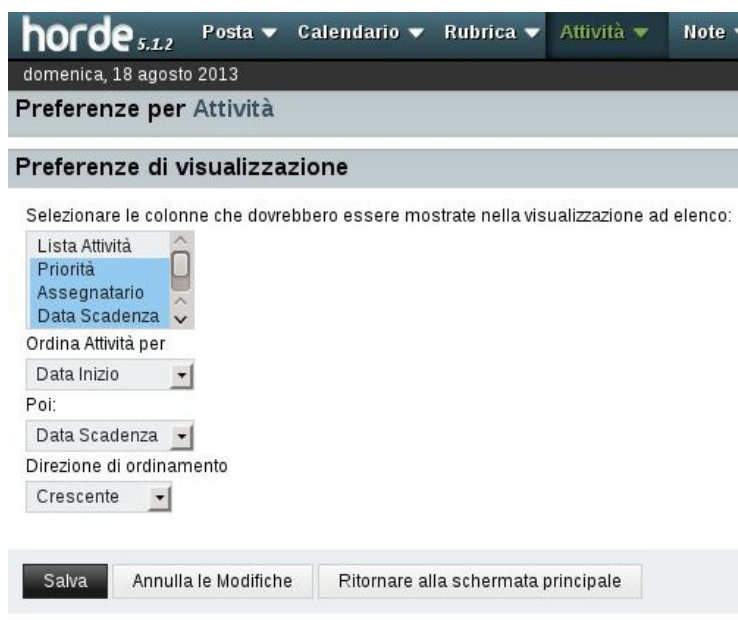 horde 5.1.2 Posta Calendario Rubrica Attività Note
domenica, 18 agosto 2013
Preferenze per Attività
Preferenze di visualizzazione
Selezionare le colonne che dovrebbero essere mostrate nella visualizzazione ad elenco:
Lista Attività
Priorità
Assegnatario
Data Scadenza
Ordina Attività per
Data Inizio
Poi:
Data Scadenza
Direzione di ordinamento
Crescente
Salva Annulla le Modifiche Ritornare alla schermata principale